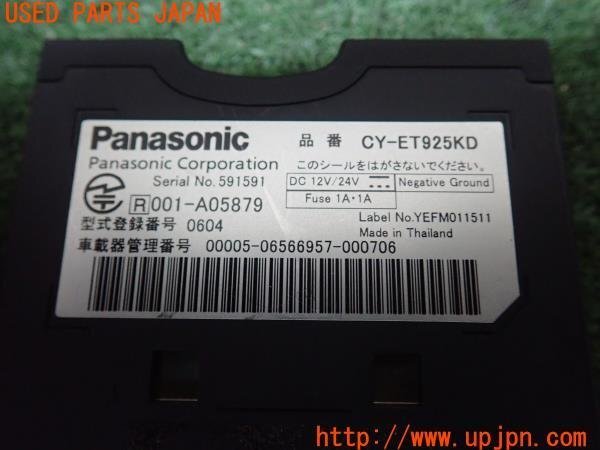 USED PARTS JAPAN
Panasonic 品番 CY-ET925KD
Panasonic Corporation このシールをはがさないでください。
Serial No. 591591 DC 12V/24V Negative Ground
R 001-A05879 Fuse 1A・1A
型式登録番号 0604 Label No.YEFM011511
Made in Thailand
車載器管理番号 00005-06566957-000706
http://www.upjpn.com